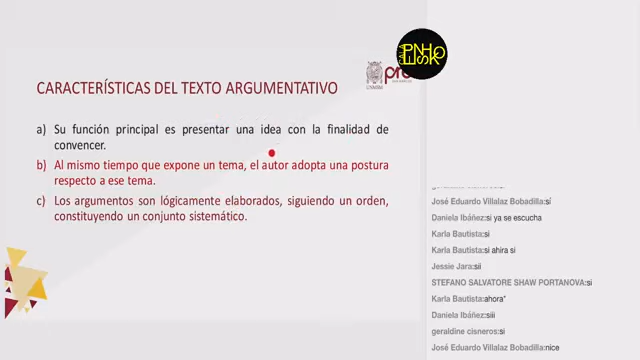 CARACTERÍSTICAS DEL TEXTO ARGUMENTATIVO
a) Su función principal es presentar una idea con la finalidad de
convencer.
b) Al mismo tiempo que expone un tema, el autor adopta una postura
respecto a ese tema.
c) Los argumentos son lógicamente elaborados, siguiendo un orden,
constituyendo un conjunto sistemático.
UNMSM
José Eduardo Villalaz Bobadilla:sí
Daniela Ibáñez:si ya se escucha
Karla Bautista:si
Karla Bautista:si ahira si
Jessie Jara:sii
STEFANO SALVATORE SHAW PORTANOVA:si
Karla Bautista:ahora*
Daniela Ibáñez:siii
geraldine cisneros:si
José Eduardo Villalaz Bobadilla:nice